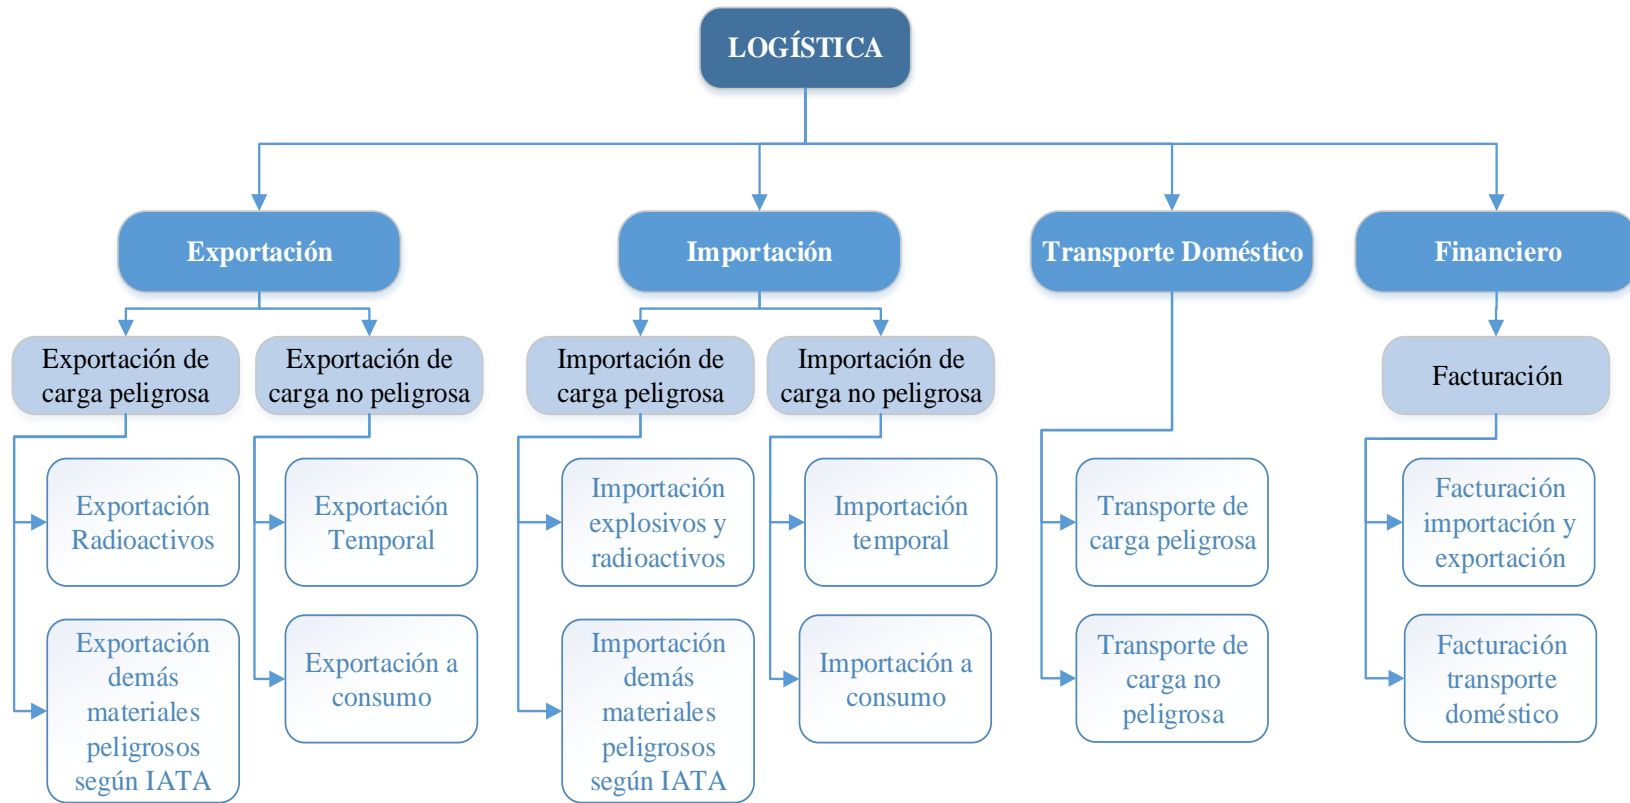 LOGÍSTICA
Exportación
Importación
Transporte Doméstico
Financiero
Exportación de
carga peligrosa
Exportación de
carga no peligrosa
Importación de
carga peligrosa
Importación de
carga no peligrosa
Facturación
Exportación
Radioactivos
Exportación
Temporal
Importación
explosivos y
radioactivos
Importación
temporal
Transporte de
carga peligrosa
Facturación
importación y
exportación
Exportación
demás
materiales
peligrosos
según IATA
Exportación a
consumo
Importación
demás
materiales
peligrosos
según IATA
Importación a
consumo
Transporte de
carga no
peligrosa
Facturación
transporte
doméstico